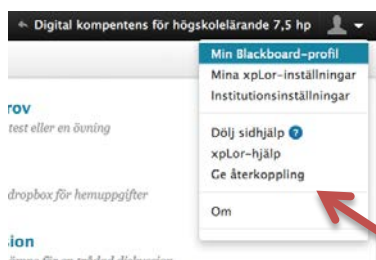 Digital kompentens för högskolelärande 7,5 hp
Min Blackboard-profil
Mina xpLor-inställningar
Institutionsinställningar
rov
test eller en övning
Dölj sidhjälp ?
xpLor-hjälp
Ge återkoppling
dropbox för hemuppgifter
Om
ion